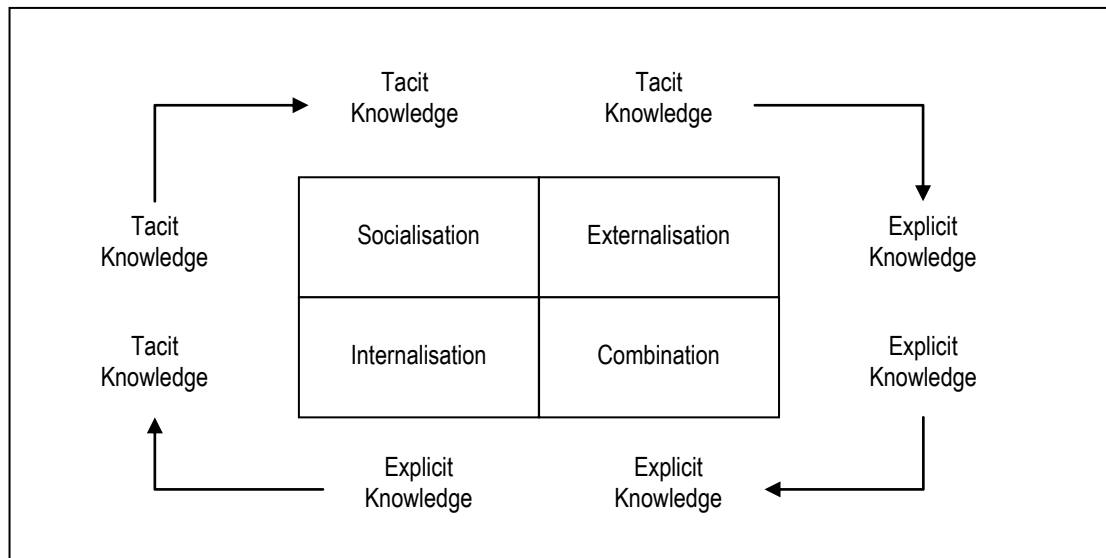 Tacit
Knowledge
Tacit
Knowledge
Tacit
Knowledge
Socialisation
Externalisation
Explicit
Knowledge
Tacit
Knowledge
Internalisation
Combination
Explicit
Knowledge
Explicit
Knowledge
Explicit
Knowledge